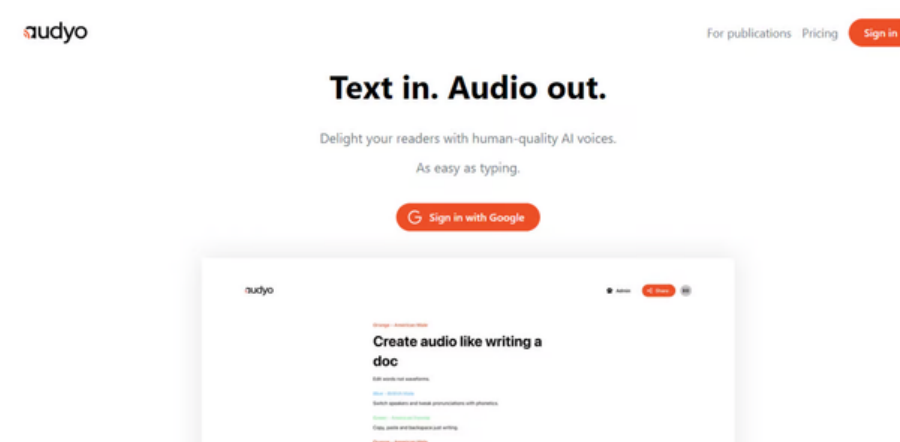 audyo
For publications Pricing Sign in
Text in. Audio out.
Delight your readers with human-quality AI voices.
As easy as typing.
Sign in with Google
audyo
Admin Share
Create audio like writing a
doc
Edit words not waveforms.
Switch speakers and tweak pronunciations with phonetics.
Copy, paste and backspace just writing.